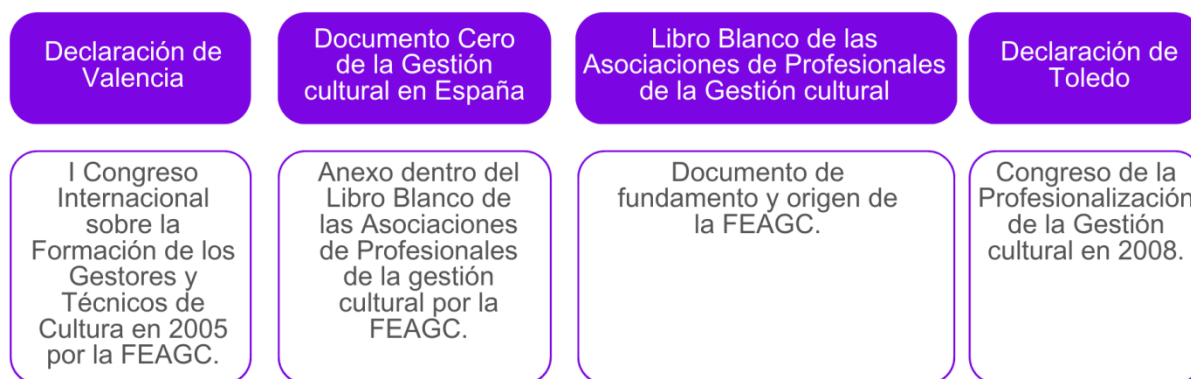 Declaración de
Valencia
Documento Cero
de la Gestión
cultural en España
Libro Blanco de las
Asociaciones de Profesionales
de la Gestión cultural
Declaración de
Toledo
I Congreso
Internacional
sobre la
Formación de los
Gestores y
Técnicos de
Cultura en 2005
por la FEAGC.
Anexo dentro del
Libro Blanco de
las Asociaciones
de Profesionales
de la gestión
cultural por la
FEAGC.
Documento de
fundamento y origen de
la FEAGC.
Congreso de la
Profesionalización
de la Gestión
cultural en 2008.